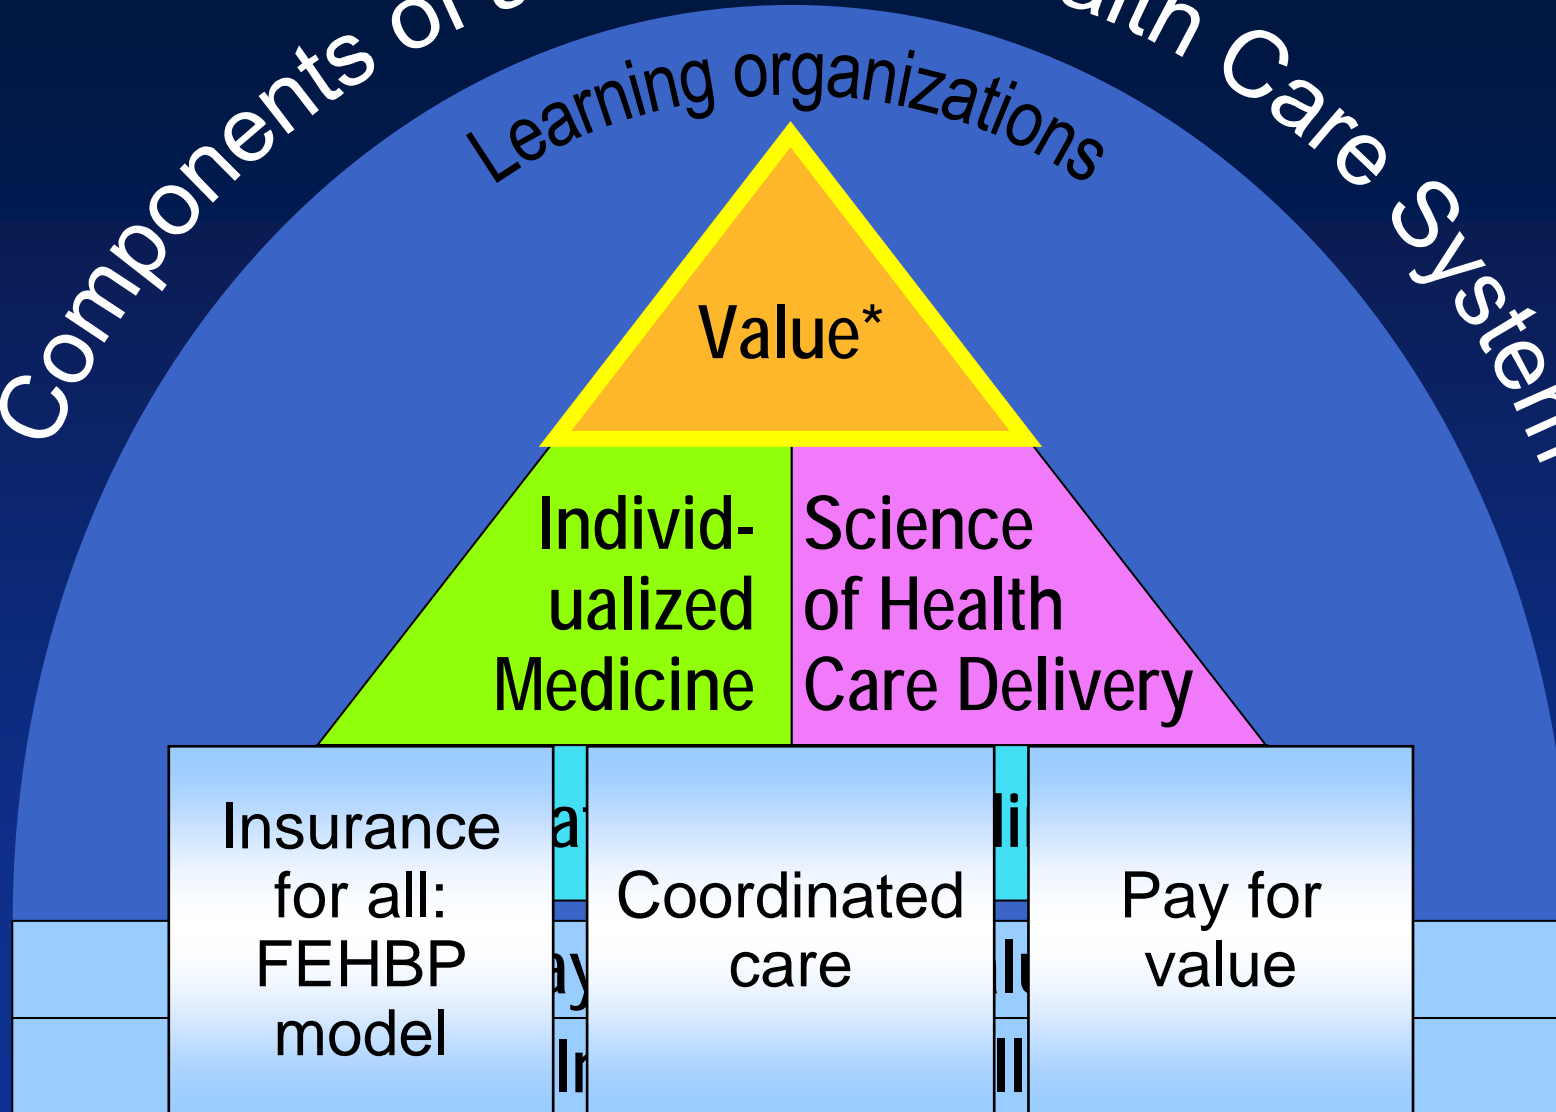 Components of
Health Care System
Learning organizations
Value*
Individ-
ualized
Medicine
Science
of Health
Care Delivery
Insurance
for all:
FEHBP
model
Coordinated
care
Pay for
value